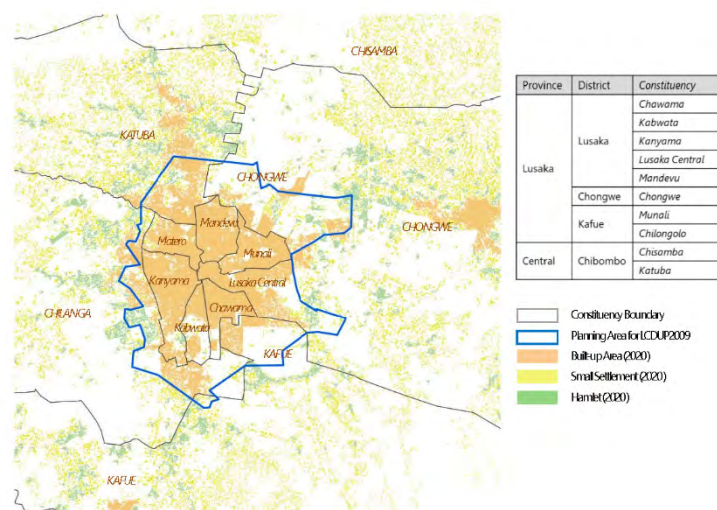 CHISAMBA
KATUBA
CHONGWE
CHONGWE
Mandevu
Matero
Munali
Kanyama
Lusaka Central
Chawama
CHILANGA
Kabwata
KAFUE
KAFUE
Province District Constituency
Lusaka Lusaka Chawama
Kabwata
Kanyama
Lusaka Central
Mandevu
Chongwe Chongwe
Kafue Munali
Chilongolo
Central Chibombo Chisamba
Katuba
Constituency Boundary
Planning Area for LCDUP2009
Built-up Area (2020)
Small Settlement (2020)
Hamlet (2020)